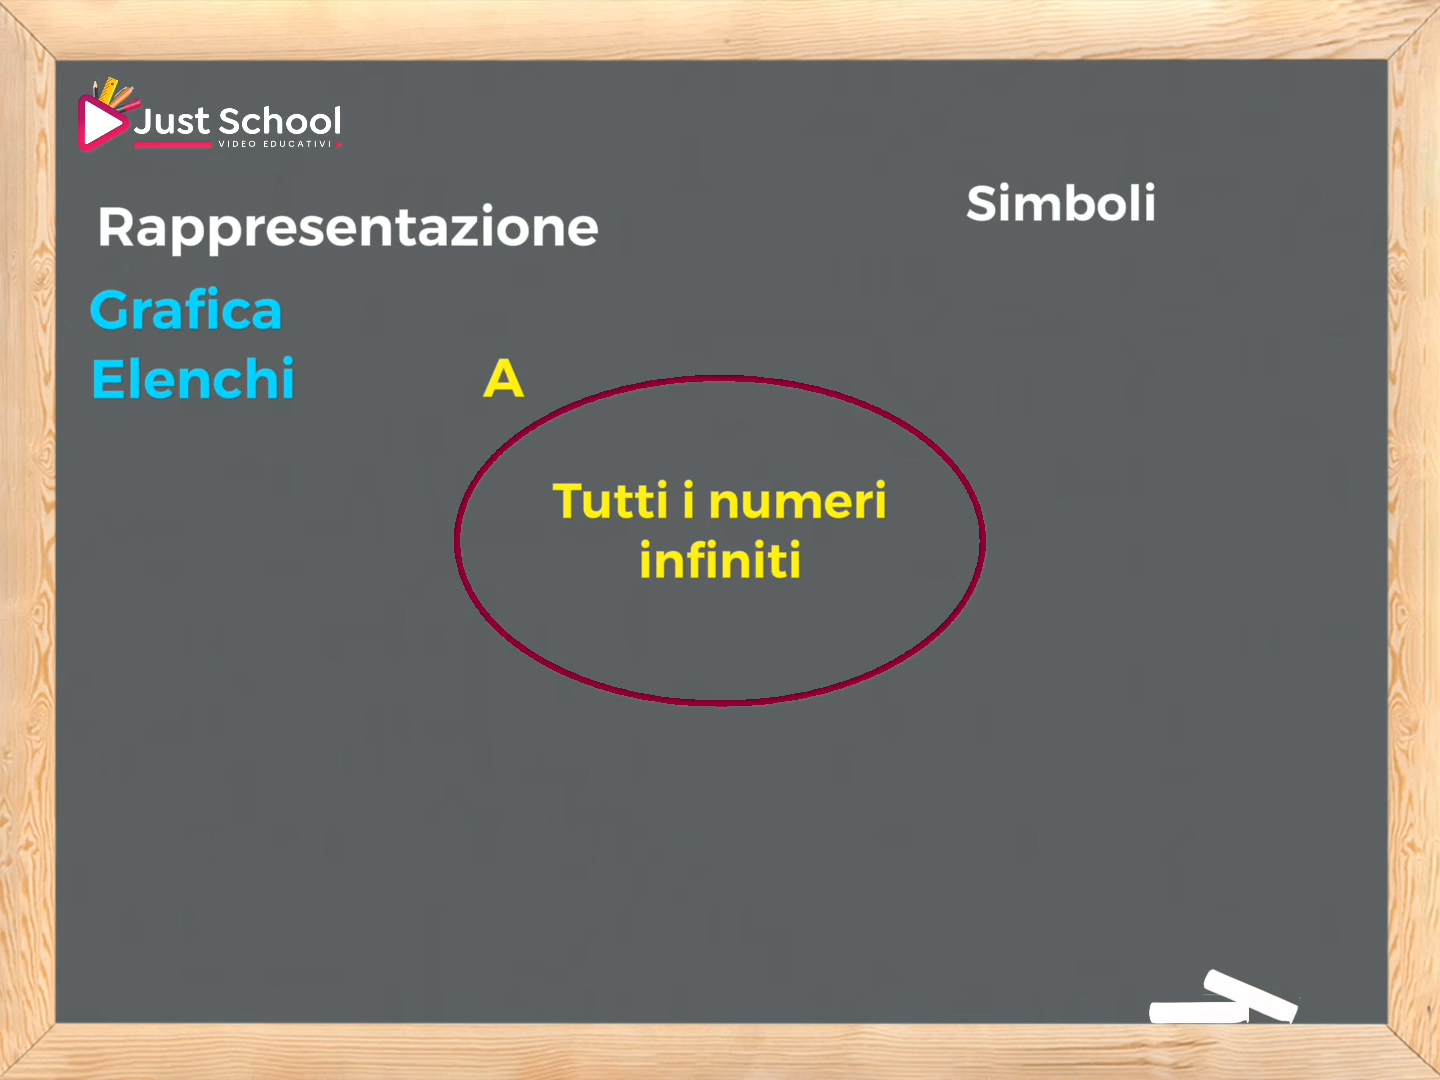 Just School
VIDEO EDUCATIVI
Rappresentazione
Simboli
Grafica
Elenchi
A
Tutti i numeri
infiniti